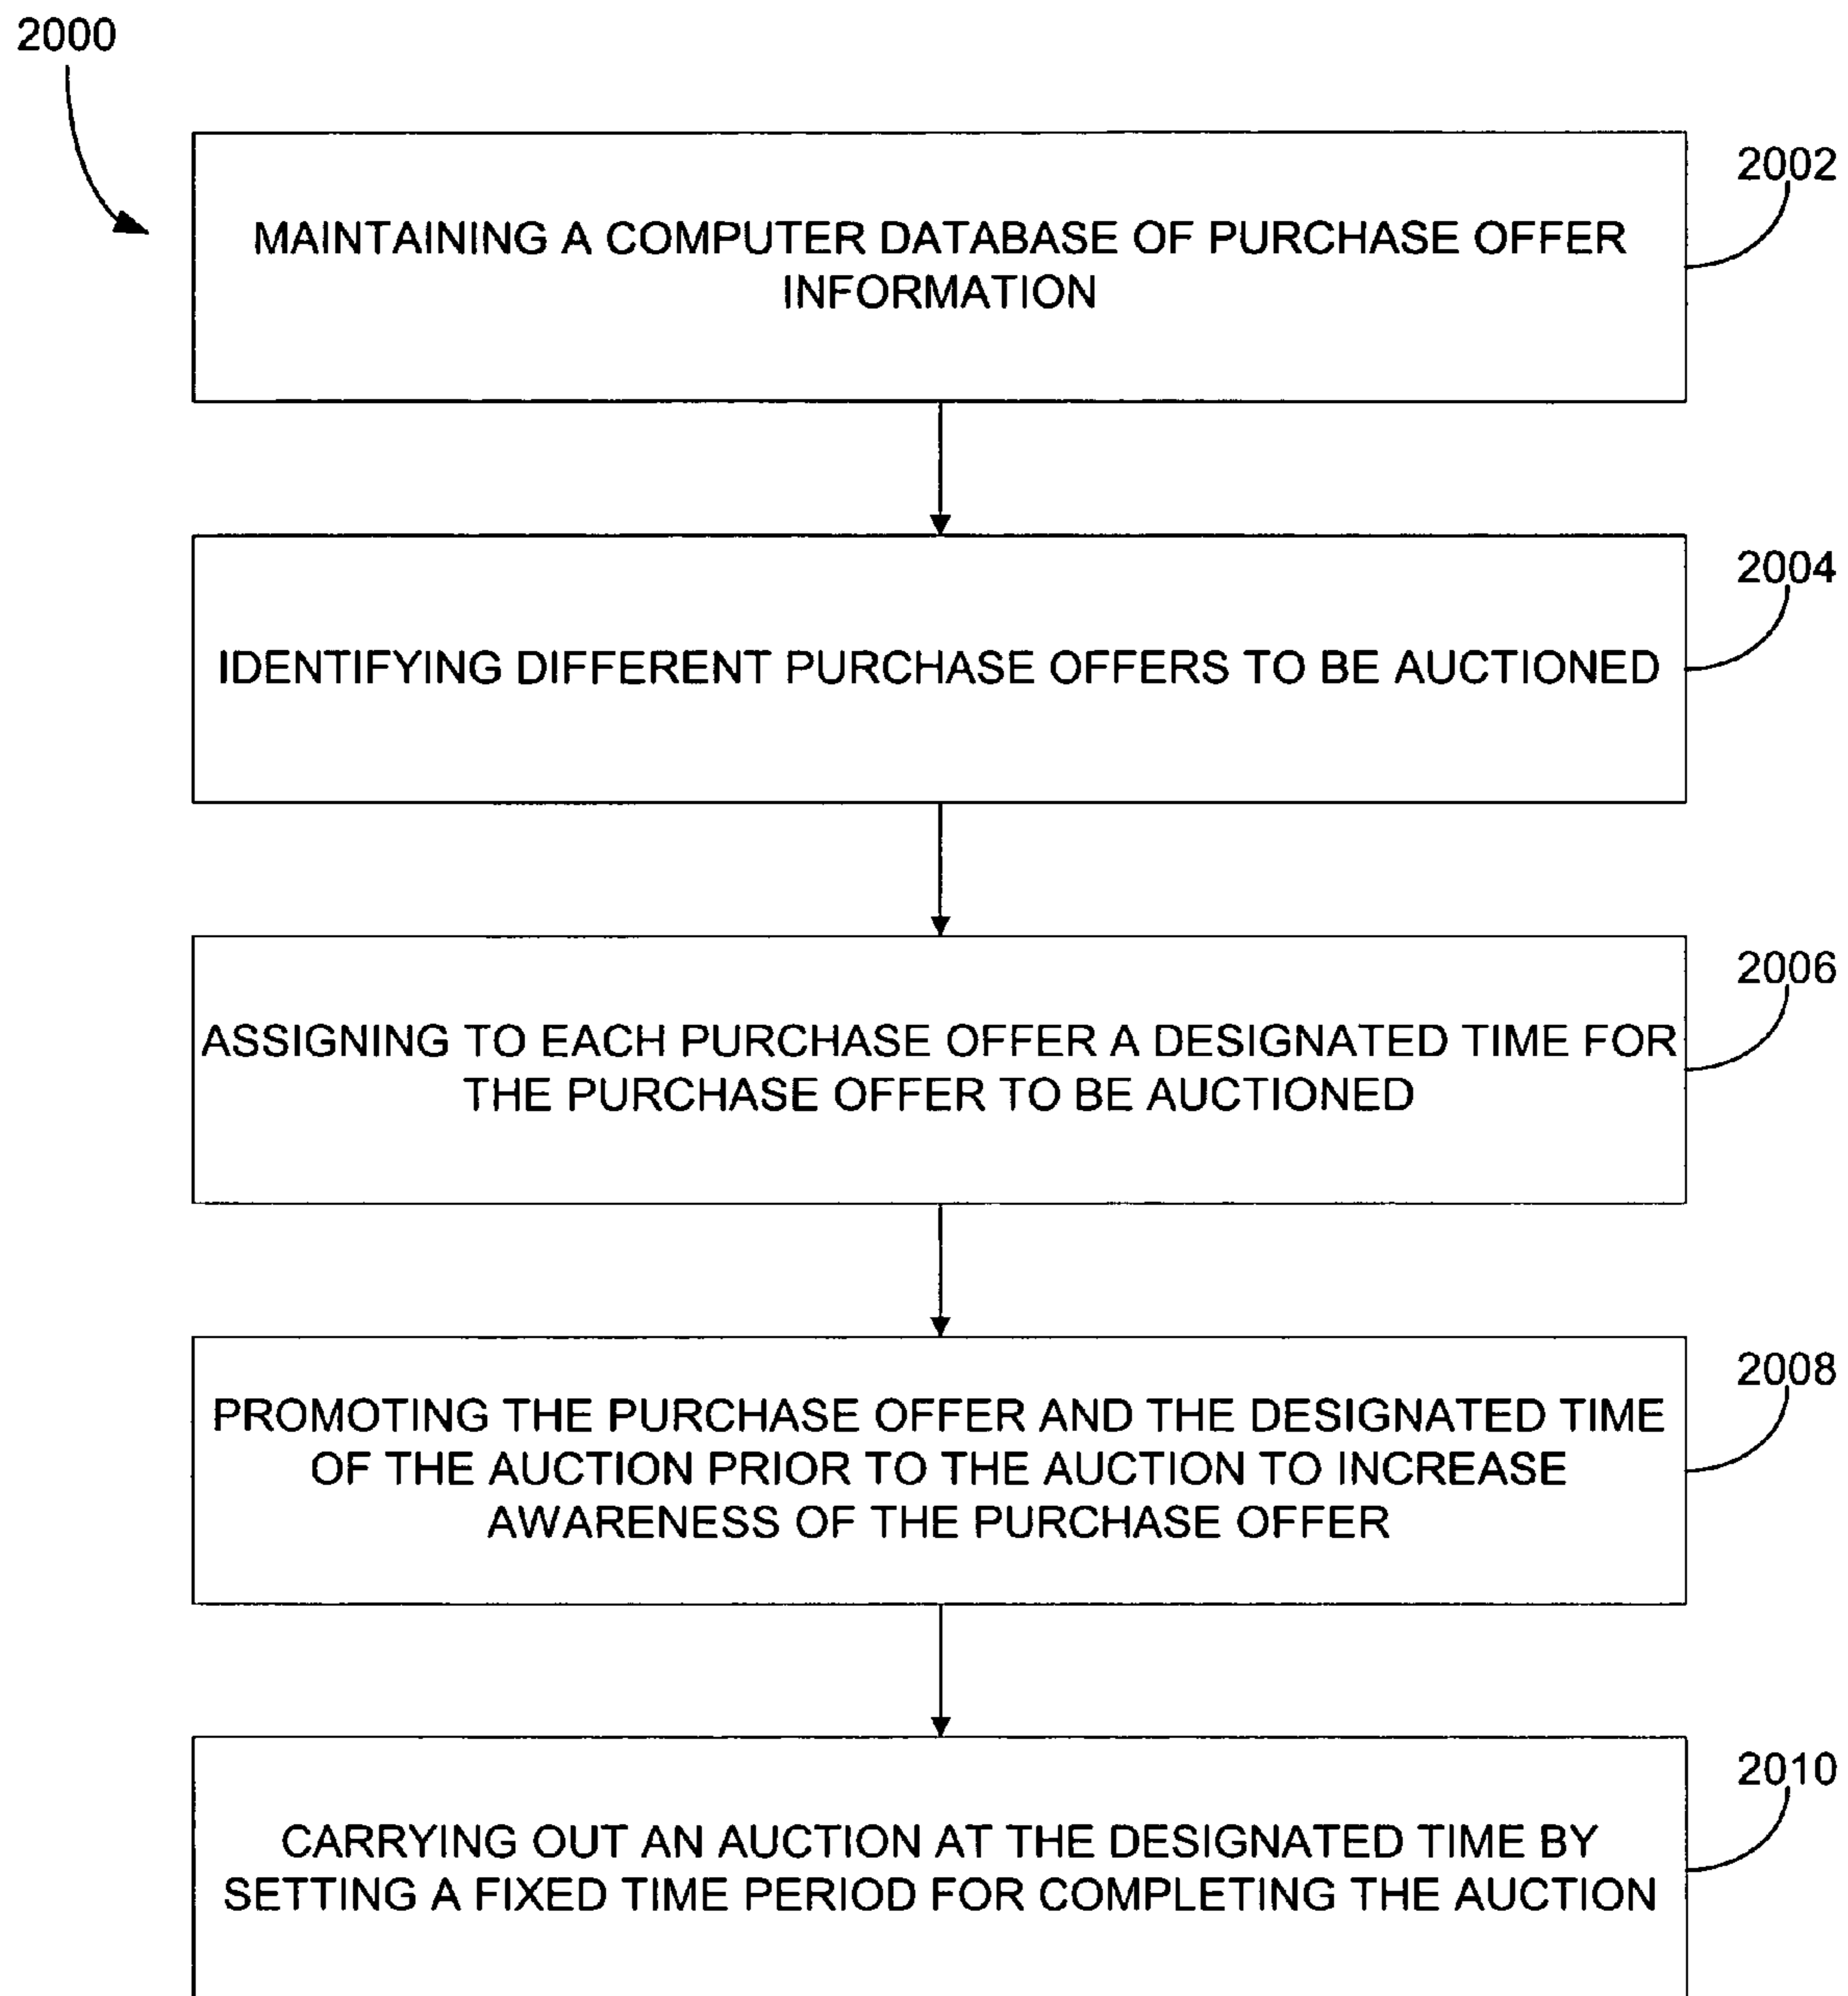 2000
2002
MAINTAINING A COMPUTER DATABASE OF PURCHASE OFFER
INFORMATION
2004
IDENTIFYING DIFFERENT PURCHASE OFFERS TO BE AUCTIONED
2006
ASSIGNING TO EACH PURCHASE OFFER A DESIGNATED TIME FOR
THE PURCHASE OFFER TO BE AUCTIONED
2008
PROMOTING THE PURCHASE OFFER AND THE DESIGNATED TIME
OF THE AUCTION PRIOR TO THE AUCTION TO INCREASE
AWARENESS OF THE PURCHASE OFFER
2010
CARRYING OUT AN AUCTION AT THE DESIGNATED TIME BY
SETTING A FIXED TIME PERIOD FOR COMPLETING THE AUCTION